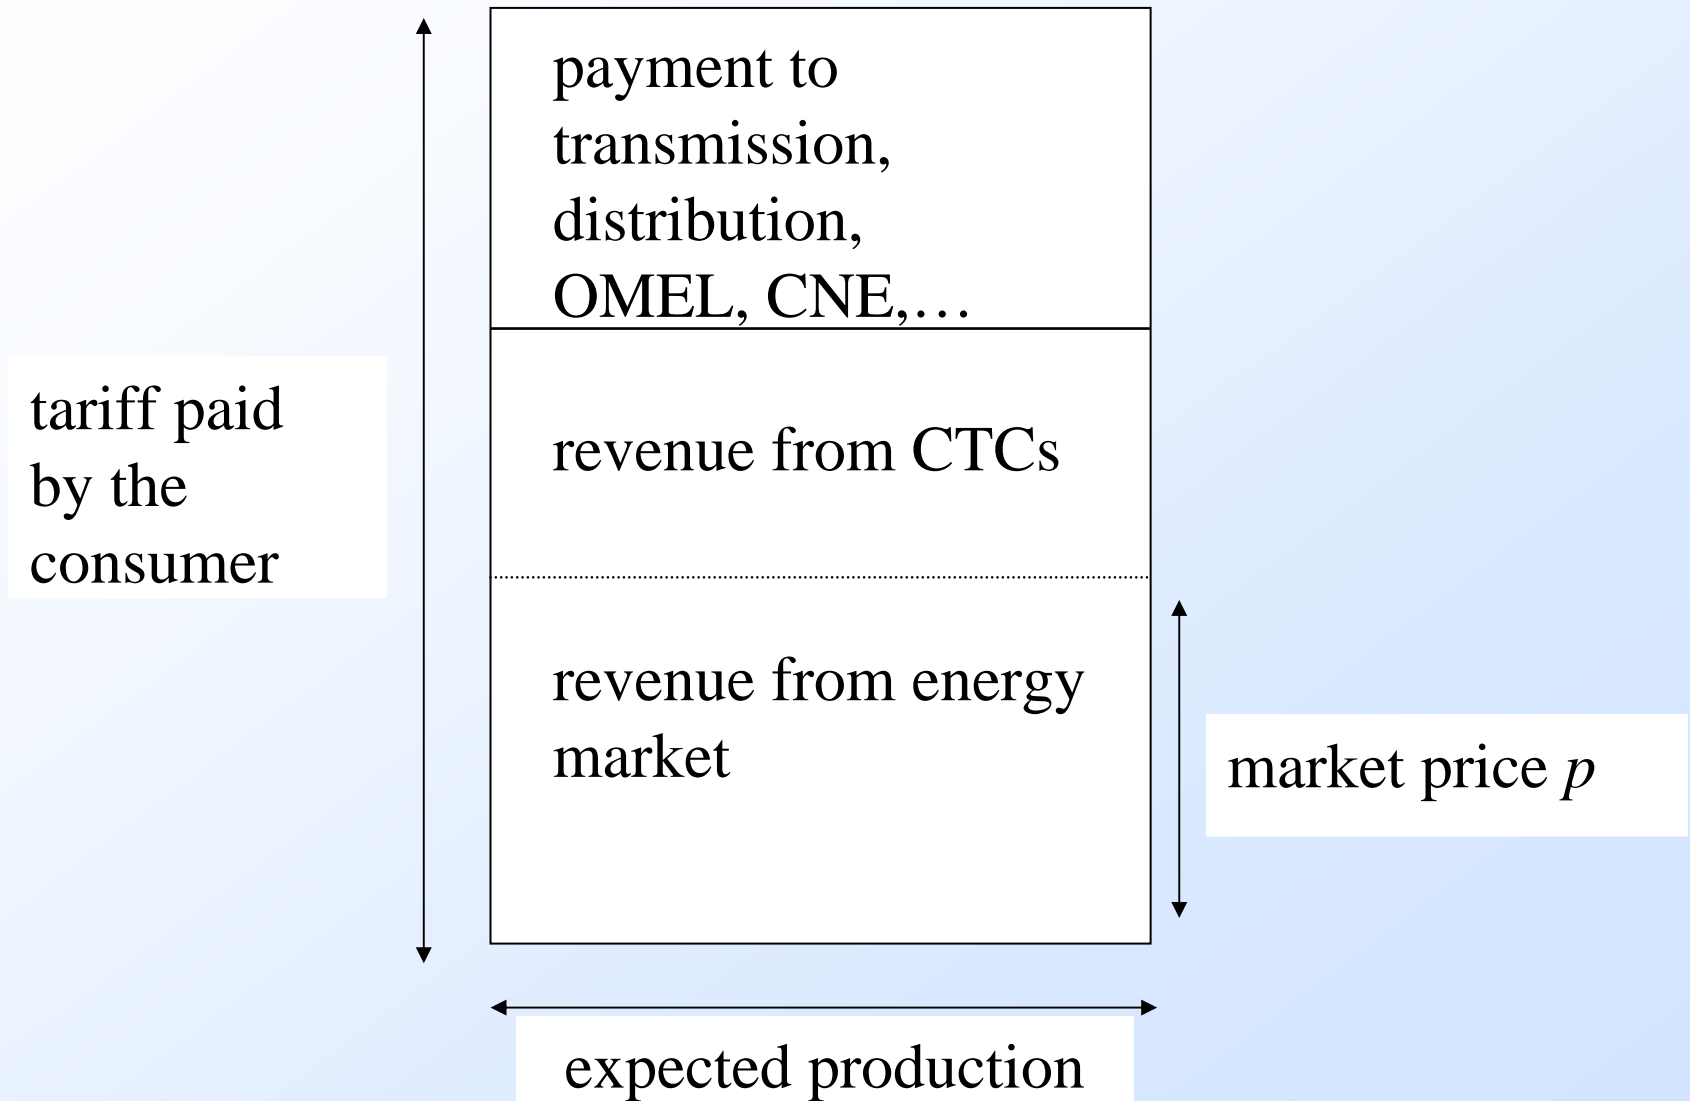 payment to
transmission,
distribution,
OMEL, CNE,…
tariff paid
by the
consumer
revenue from CTCs
revenue from energy
market
market price p
expected production